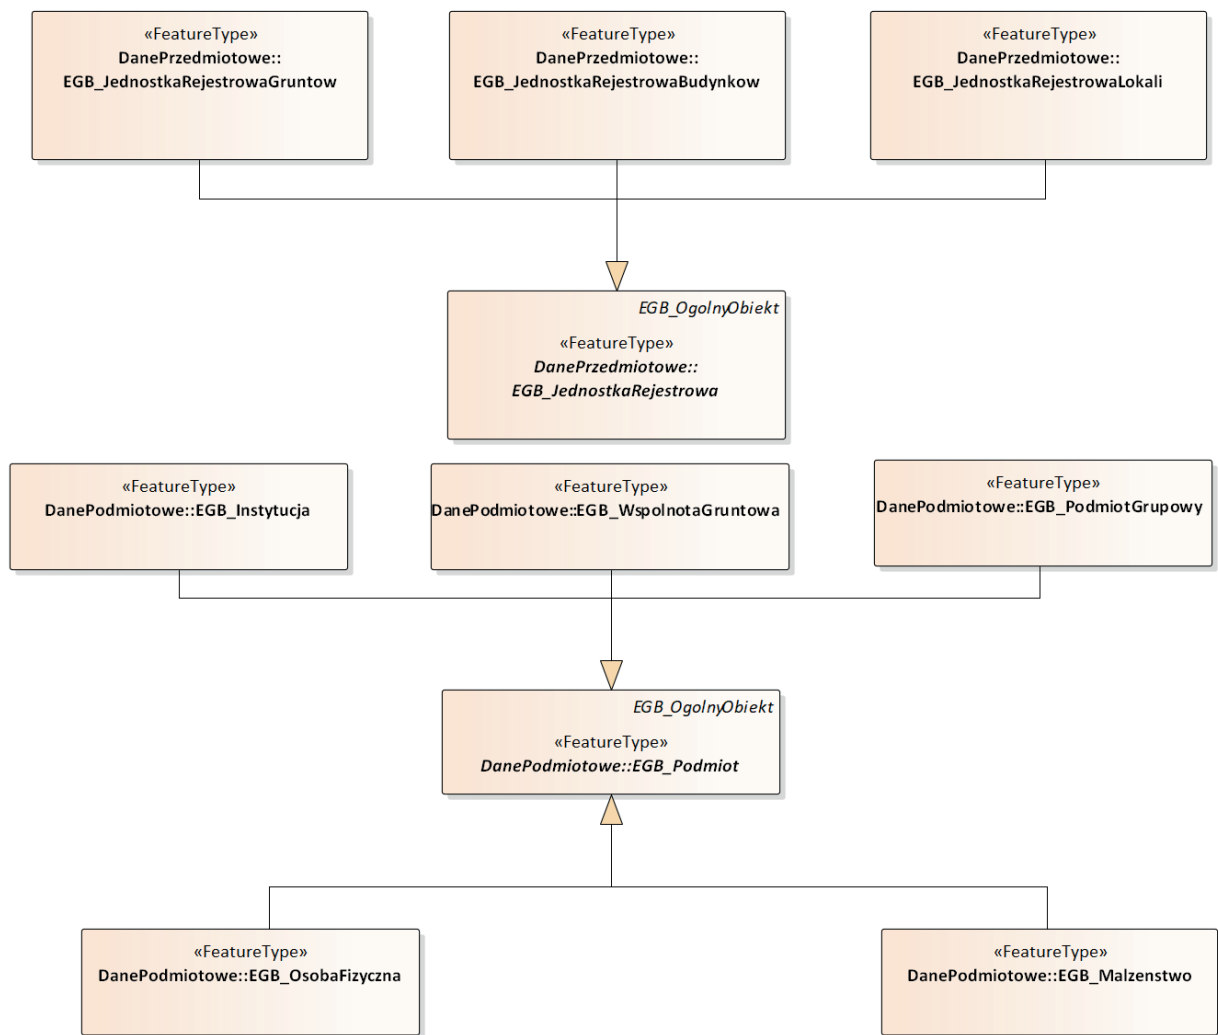 «FeatureType»
DanePrzedmiotowe::
EGB_JednostkaRejestrowaGruntow
«FeatureType»
DanePrzedmiotowe::
EGB_JednostkaRejestrowaBudynkow
«FeatureType»
DanePrzedmiotowe::
EGB_JednostkaRejestrowaLokali
EGB_OgolnyObiekt
«FeatureType»
DanePrzedmiotowe::
EGB_JednostkaRejestrowa
«FeatureType»
DanePodmiotowe::EGB_Instytucja
«FeatureType»
DanePodmiotowe::EGB_WspolnotaGruntowa
«FeatureType»
DanePodmiotowe::EGB_PodmiotGrupowy
EGB_OgolnyObiekt
«FeatureType»
DanePodmiotowe::EGB_Podmiot
«FeatureType»
DanePodmiotowe::EGB_OsobaFizyczna
«FeatureType»
DanePodmiotowe::EGB_Malzenstwo